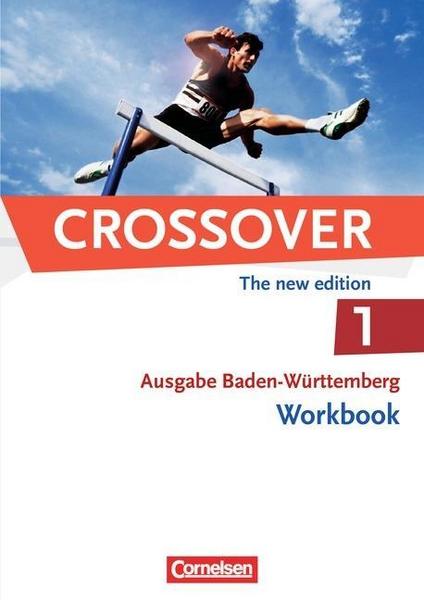 CROSSOVER
The new edition
1
Ausgabe Baden-Württemberg
Workbook
Cornelsen